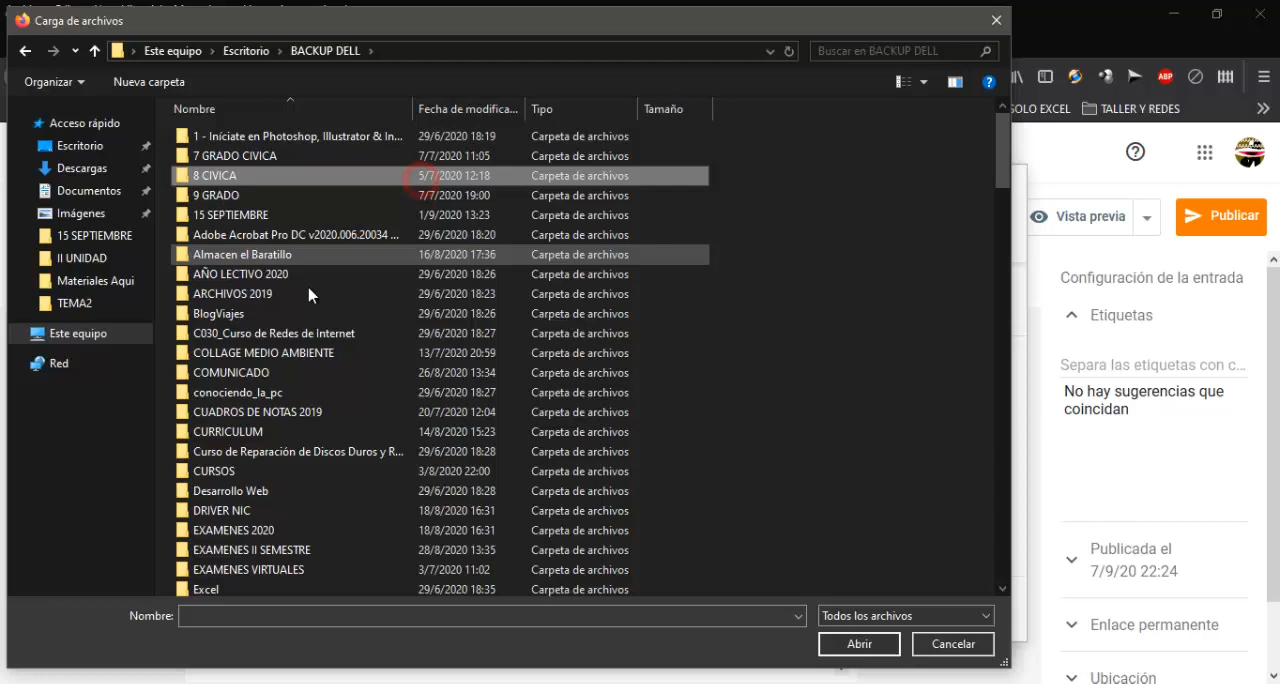 Carga de archivos
Este equipo > Escritorio > BACKUP DELL >
Buscar en BACKUP DELL
Organizar
Nueva carpeta
ABP
SOLO EXCEL
TALLER Y REDES
Nombre Fecha de modifica... Tipo Tamaño
Acceso rápido
Escritorio
Descargas
Documentos
Imágenes
15 SEPTIEMBRE
II UNIDAD
Materiales Aqui
TEMA2
Este equipo
Red
1 - Iníciate en Photoshop, Illustrator & In... 29/6/2020 18:19 Carpeta de archivos
7 GRADO CIVICA 7/7/2020 11:05 Carpeta de archivos
8 CIVICA 5/7/2020 12:18 Carpeta de archivos
9 GRADO 7/7/2020 19:00 Carpeta de archivos
15 SEPTIEMBRE 1/9/2020 13:23 Carpeta de archivos
Adobe Acrobat Pro DC v2020.006.20034 ... 29/6/2020 18:20 Carpeta de archivos
Almacen el Baratillo 16/8/2020 17:36 Carpeta de archivos
AÑO LECTIVO 2020 29/6/2020 18:26 Carpeta de archivos
ARCHIVOS 2019 29/6/2020 18:23 Carpeta de archivos
BlogViajes 29/6/2020 18:26 Carpeta de archivos
C030_Curso de Redes de Internet 29/6/2020 18:27 Carpeta de archivos
COLLAGE MEDIO AMBIENTE 13/7/2020 20:59 Carpeta de archivos
COMUNICADO 26/8/2020 13:34 Carpeta de archivos
conociendo_la_pc 29/6/2020 18:27 Carpeta de archivos
CUADROS DE NOTAS 2019 20/7/2020 12:04 Carpeta de archivos
CURRICULUM 14/8/2020 15:23 Carpeta de archivos
Curso de Reparación de Discos Duros y R... 29/6/2020 18:28 Carpeta de archivos
CURSOS 3/8/2020 22:00 Carpeta de archivos
Desarrollo Web 29/6/2020 18:28 Carpeta de archivos
DRIVER NIC 18/8/2020 16:31 Carpeta de archivos
EXAMENES 2020 18/8/2020 16:31 Carpeta de archivos
EXAMENES II SEMESTRE 28/8/2020 13:35 Carpeta de archivos
EXAMENES VIRTUALES 3/7/2020 11:02 Carpeta de archivos
Excel 29/6/2020 18:35 Carpeta de archivos
Nombre:
Todos los archivos
Abrir
Cancelar
Vista previa
Publicar
Configuración de la entrada
Etiquetas
Separa las etiquetas con c...
No hay sugerencias que
coincidan
Publicada el
7/9/20 22:24
Enlace permanente
Ubicación